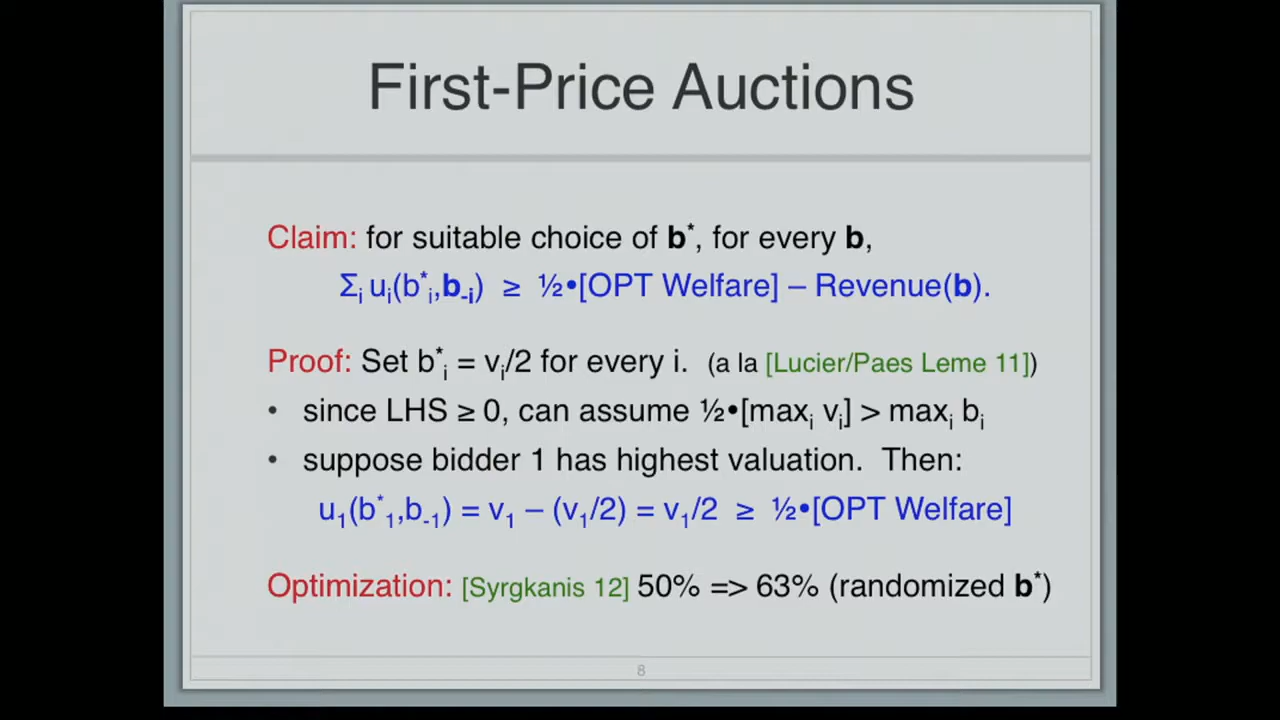 First-Price Auctions
Claim: for suitable choice of b*, for every b,
Σi ui(b*i,b-i) ≥ ½•[OPT Welfare] – Revenue(b).
Proof: Set b*i = vi/2 for every i. (a la [Lucier/Paes Leme 11])
• since LHS ≥ 0, can assume ½•[maxi vi] > maxi bi
• suppose bidder 1 has highest valuation. Then:
u1(b*1,b-1) = v1 – (v1/2) = v1/2 ≥ ½•[OPT Welfare]
Optimization: [Syrgkanis 12] 50% => 63% (randomized b*)
8